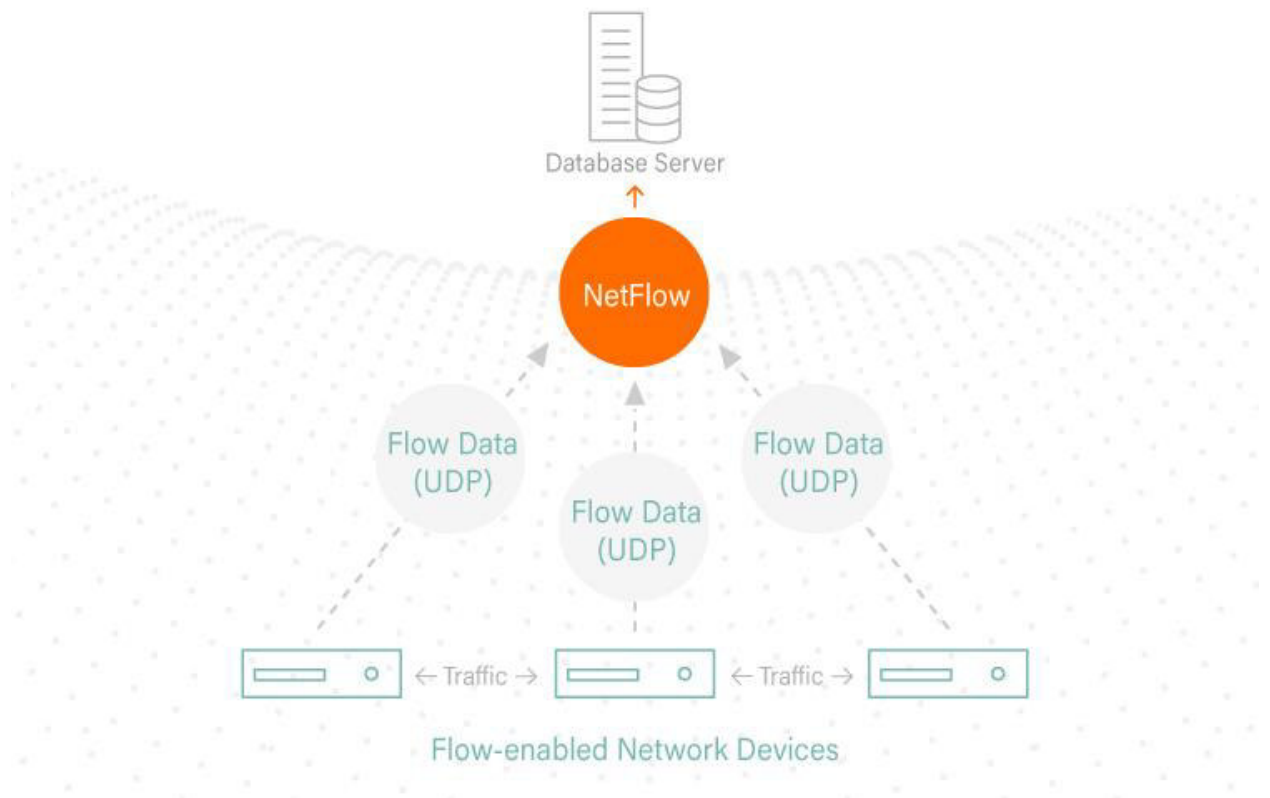 Database Server
NetFlow
Flow Data
(UDP)
Flow Data
(UDP)
Flow Data
(UDP)
← Traffic →
← Traffic →
Flow-enabled Network Devices